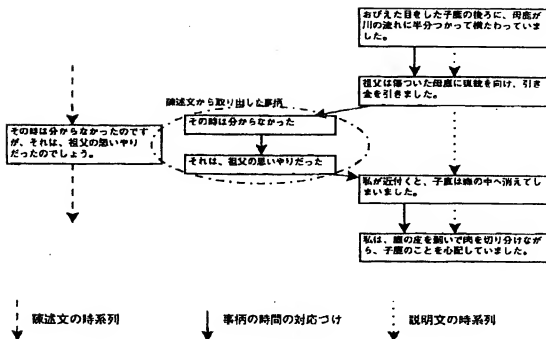 おびえた目をした子鹿の後ろに、母鹿が
川の流れに半分つかって横たわっていま
した。
祖父は傷ついた母鹿に猟銃を向け、引き
金を引きました。
陳述文から取り出した事柄
その時は分からなかった
その時は分からなかったのです
が、それは、祖父の思いやり
だったのでしょう。
それは、祖父の思いやりだった
私が近付くと、子鹿は森の中へ消えてし
まいました。
私は、鹿の皮を剥いで肉を切り分けなが
ら、子鹿のことを心配していました。
陳述文の時系列
事柄の時間の対応づけ
説明文の時系列